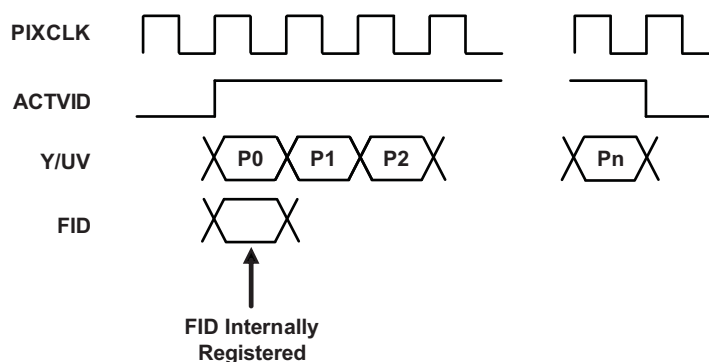 PIXCLK
ACTVID
Y/UV P0 P1 P2 Pn
FID
FID Internally
Registered